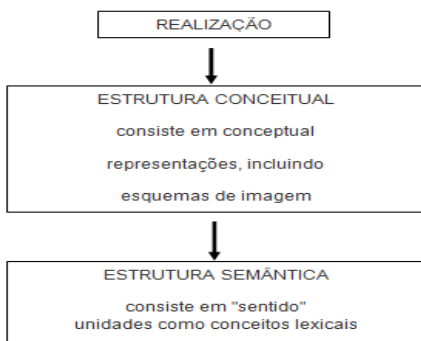 REALIZAÇÃO
ESTRUTURA CONCEITUAL
consiste em conceptual
representações, incluindo
esquemas de imagem
ESTRUTURA SEMÂNTICA
consiste em "sentido"
unidades como conceitos lexicais